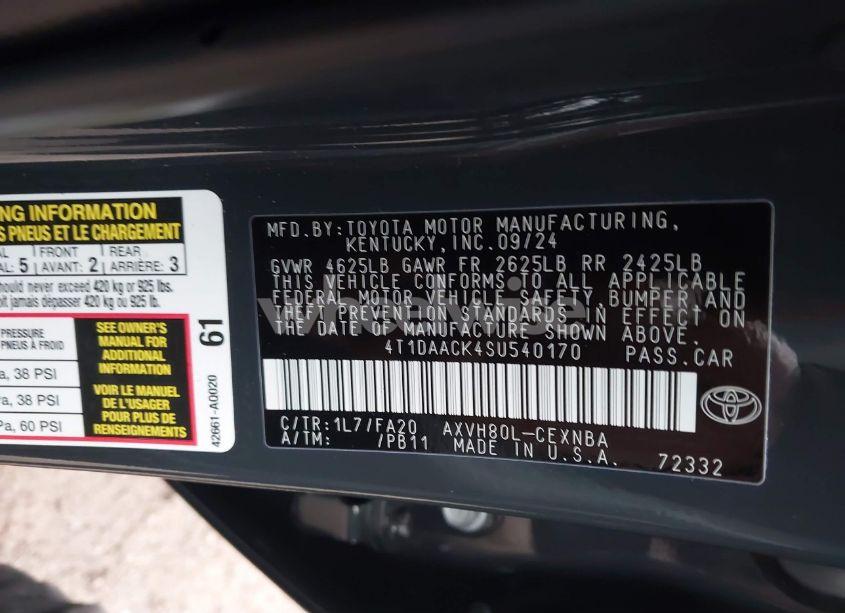 NG INFORMATION
S PNEUS ET LE CHARGEMENT
AL FRONT REAR
AL: 5 AVANT: 2 ARRIÈRE: 3
should never exceed 420 kg or 925 lbs.
oit jamais dépasser 420 kg ou 925 lb.
PRESSURE
PNEUS À FROID
a, 38 PSI
a, 38 PSI
Pa, 60 PSI
SEE OWNER'S
MANUAL FOR
ADDITIONAL
INFORMATION
VOIR LE MANUEL
DE L'USAGER
POUR PLUS DE
RENSEIGNEMENTS
61
42661-A0020
MFD.BY:TOYOTA MOTOR MANUFACTURING,
KENTUCKY,INC.09/24
GVWR 4625LB GAWR FR 2625LB RR 2425LB
THIS VEHICLE CONFORMS TO ALL APPLICABLE
FEDERAL MOTOR VEHICLE SAFETY,BUMPER AND
THEFT PREVENTION STANDARDS IN EFFECT ON
THE DATE OF MANUFACTURE SHOWN ABOVE.
4T1DAACK4SU540170 PASS.CAR
C/TR:1L7/FA20 AXVH80L-CEXNBA
A/TM: /PB11 MADE IN U.S.A. 72332